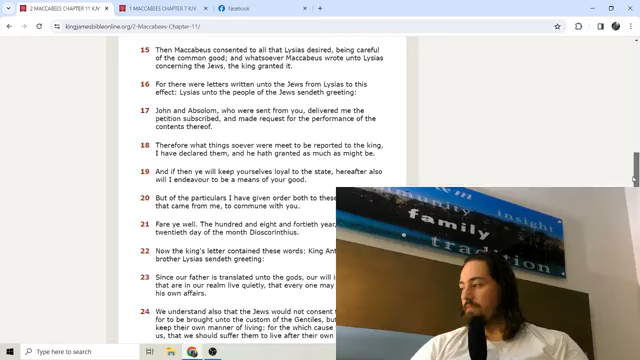 2 MACCABEES CHAPTER 11 KJV
1 MACCABEES CHAPTER 7 KJV
Facebook
kingjamesbibleonline.org/2-Maccabees-Chapter-11/
15 Then Maccabeus consented to all that Lysias desired, being careful
of the common good; and whatsoever Maccabeus wrote unto Lysias
concerning the Jews, the king granted it.
16 For there were letters written unto the Jews from Lysias to this
effect: Lysias unto the people of the Jews sendeth greeting:
17 John and Absolom, who were sent from you, delivered me the
petition subscribed, and made request for the performance of the
contents thereof.
18 Therefore what things soever were meet to be reported to the king,
I have declared them, and he hath granted as much as might be.
19 And if then ye will keep yourselves loyal to the state, hereafter also
will I endeavour to be a means of your good.
20 But of the particulars I have given order both to these
that came from me, to commune with you.
21 Fare ye well. The hundred and eight and fortieth year,
twentieth day of the month Dioscorinthius.
22 Now the king's letter contained these words: King Ant
brother Lysias sendeth greeting:
23 Since our father is translated unto the gods, our will i
that are in our realm live quietly, that every one may
his own affairs.
24 We understand also that the Jews would not consent
for to be brought unto the custom of the Gentiles, but
keep their own manner of living: for the which cause
us, that we should suffer them to live after their own
community
insight
family
tradition
Type here to search